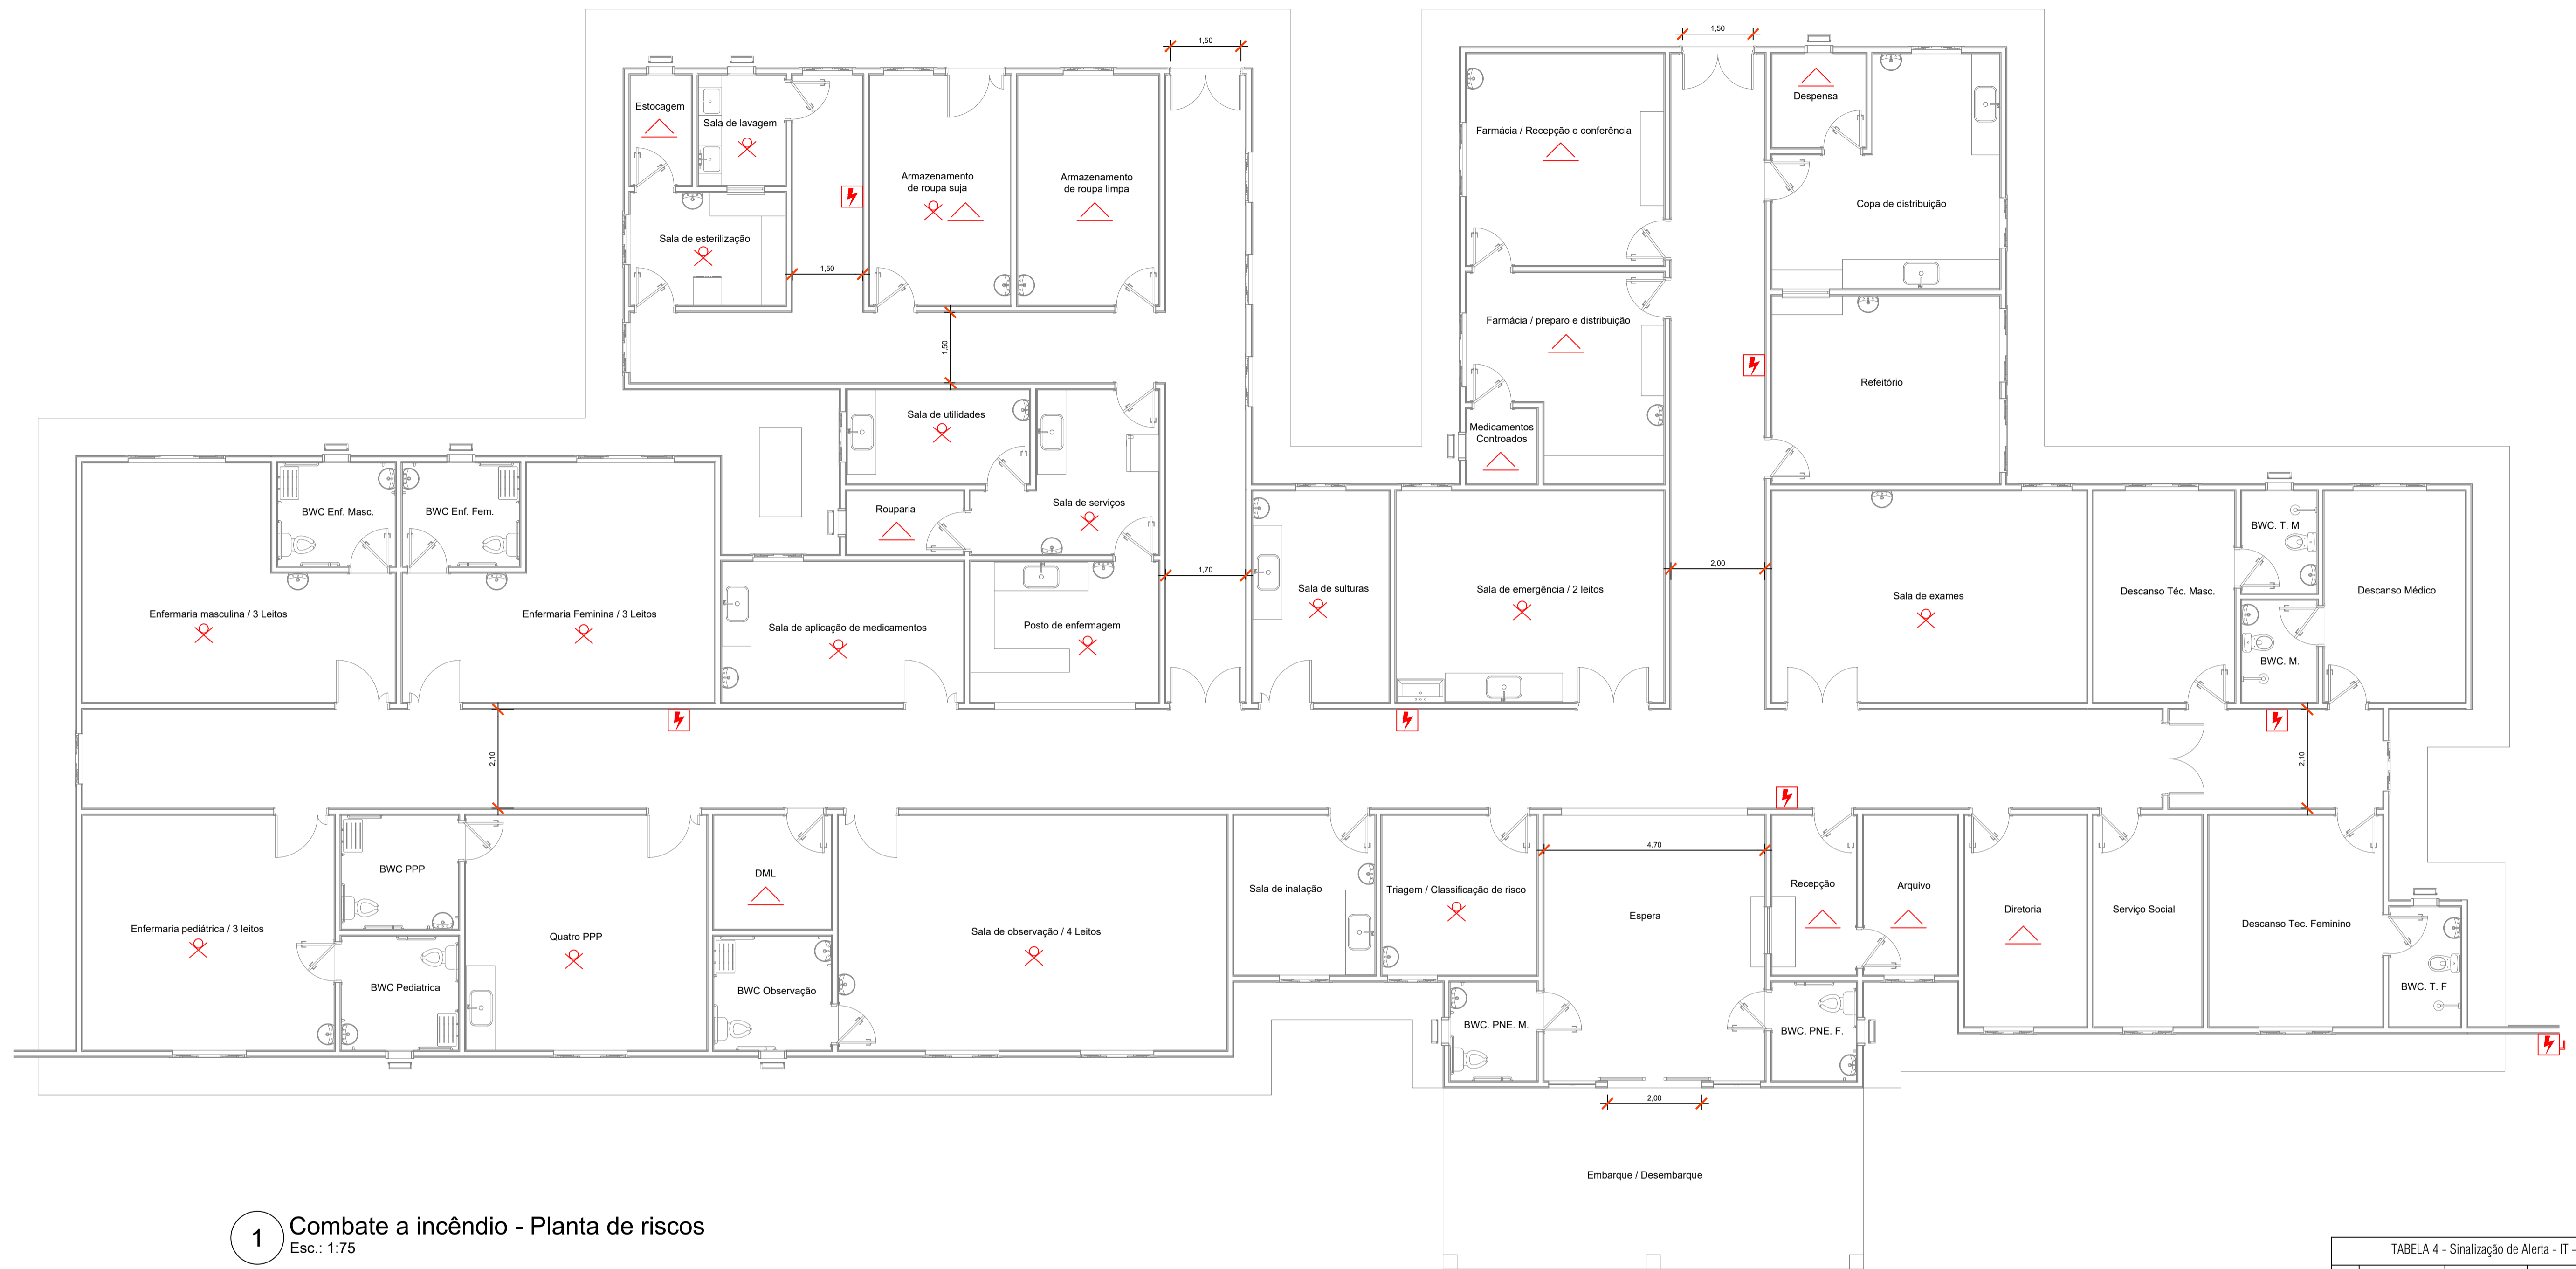 1,50
1,50
Estocagem
Sala de lavagem
Despensa
Farmácia / Recepção e conferência
Armazenamento
de roupa suja
Armazenamento
de roupa limpa
Copa de distribuição
Sala de esterilização
1,50
Farmácia / preparo e distribuição
1,50
Refeitório
Sala de utilidades
Medicamentos
Controados
Rouparia
Sala de serviços
BWC Enf. Masc.
BWC Enf. Fem.
BWC. T. M
1,70
2,00
Enfermaria masculina / 3 Leitos
Enfermaria Feminina / 3 Leitos
Sala de aplicação de medicamentos
Posto de enfermagem
Sala de sulturas
Sala de emergência / 2 leitos
Sala de exames
Descanso Téc. Masc.
Descanso Médico
BWC. M.
2,10
2,10
4,70
BWC PPP
DML
Sala de inalação
Triagem / Classificação de risco
Recepção
Arquivo
Espera
Diretoria
Serviço Social
Descanso Tec. Feminino
Enfermaria pediátrica / 3 leitos
Quatro PPP
Sala de observação / 4 Leitos
BWC Pediatrica
BWC Observação
BWC. T. F
BWC. PNE. M.
BWC. PNE. F.
2,00
Embarque / Desembarque
1
Combate a incêndio - Planta de riscos
Esc.: 1:75
TABELA 4 - Sinalização de Alerta - IT -